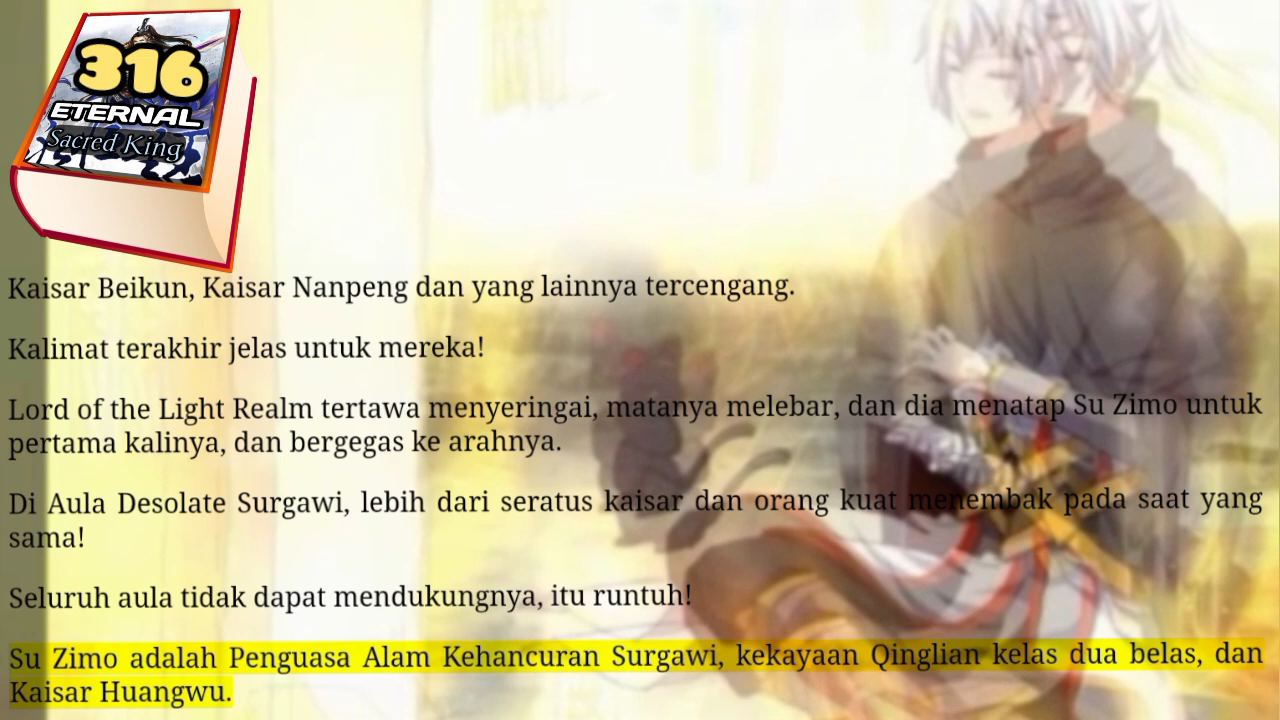 316
ETERNAL
Sacred King
Kaisar Beikun, Kaisar Nanpeng dan yang lainnya tercengang.
Kalimat terakhir jelas untuk mereka!
Lord of the Light Realm tertawa menyeringai, matanya melebar, dan dia menatap Su Zimo untuk
pertama kalinya, dan bergegas ke arahnya.
Di Aula Desolate Surgawi, lebih dari seratus kaisar dan orang kuat menembak pada saat yang
sama!
Seluruh aula tidak dapat mendukungnya, itu runtuh!
Su Zimo adalah Penguasa Alam Kehancuran Surgawi, kekayaan Qinglian kelas dua belas, dan
Kaisar Huangwu.